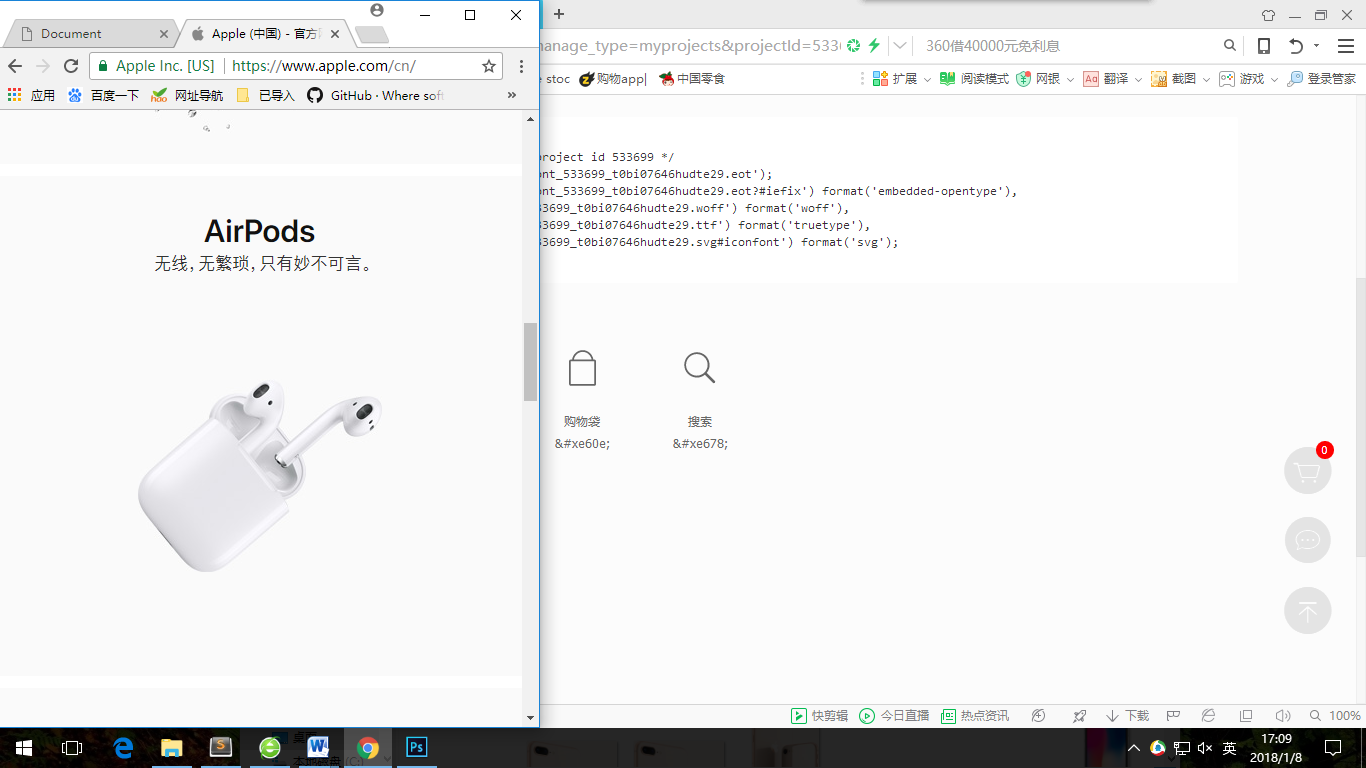 Document
Apple (中国) - 官方
Apple Inc. [US]
https://www.apple.com/cn/
应用
百度一下
网址导航
已导入
GitHub · Where soft
»
AirPods
无线，无繁琐，只有妙不可言。
manage_type=myprojects&projectId=533
360借40000元免利息
stoc
购物app|
中国零食
扩展
阅读模式
网银
翻译
截图
游戏
登录管家
project id 533699 */
ont_533699_t0bi07646hudte29.eot');
ont_533699_t0bi07646hudte29.eot?#iefix') format('embedded-opentype'),
33699_t0bi07646hudte29.woff') format('woff'),
33699_t0bi07646hudte29.ttf') format('truetype'),
33699_t0bi07646hudte29.svg#iconfont') format('svg');
购物袋
搜索
&#xe60e;
&#xe678;
0
快剪辑
今日直播
热点资讯
下载
100%
桌面
英
17:09
2018/1/8